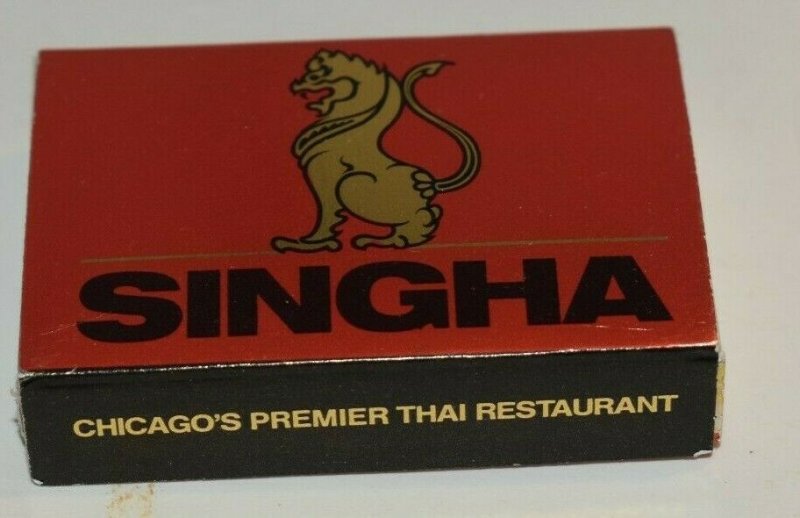 SINGHA
CHICAGO'S PREMIER THAI RESTAURANT